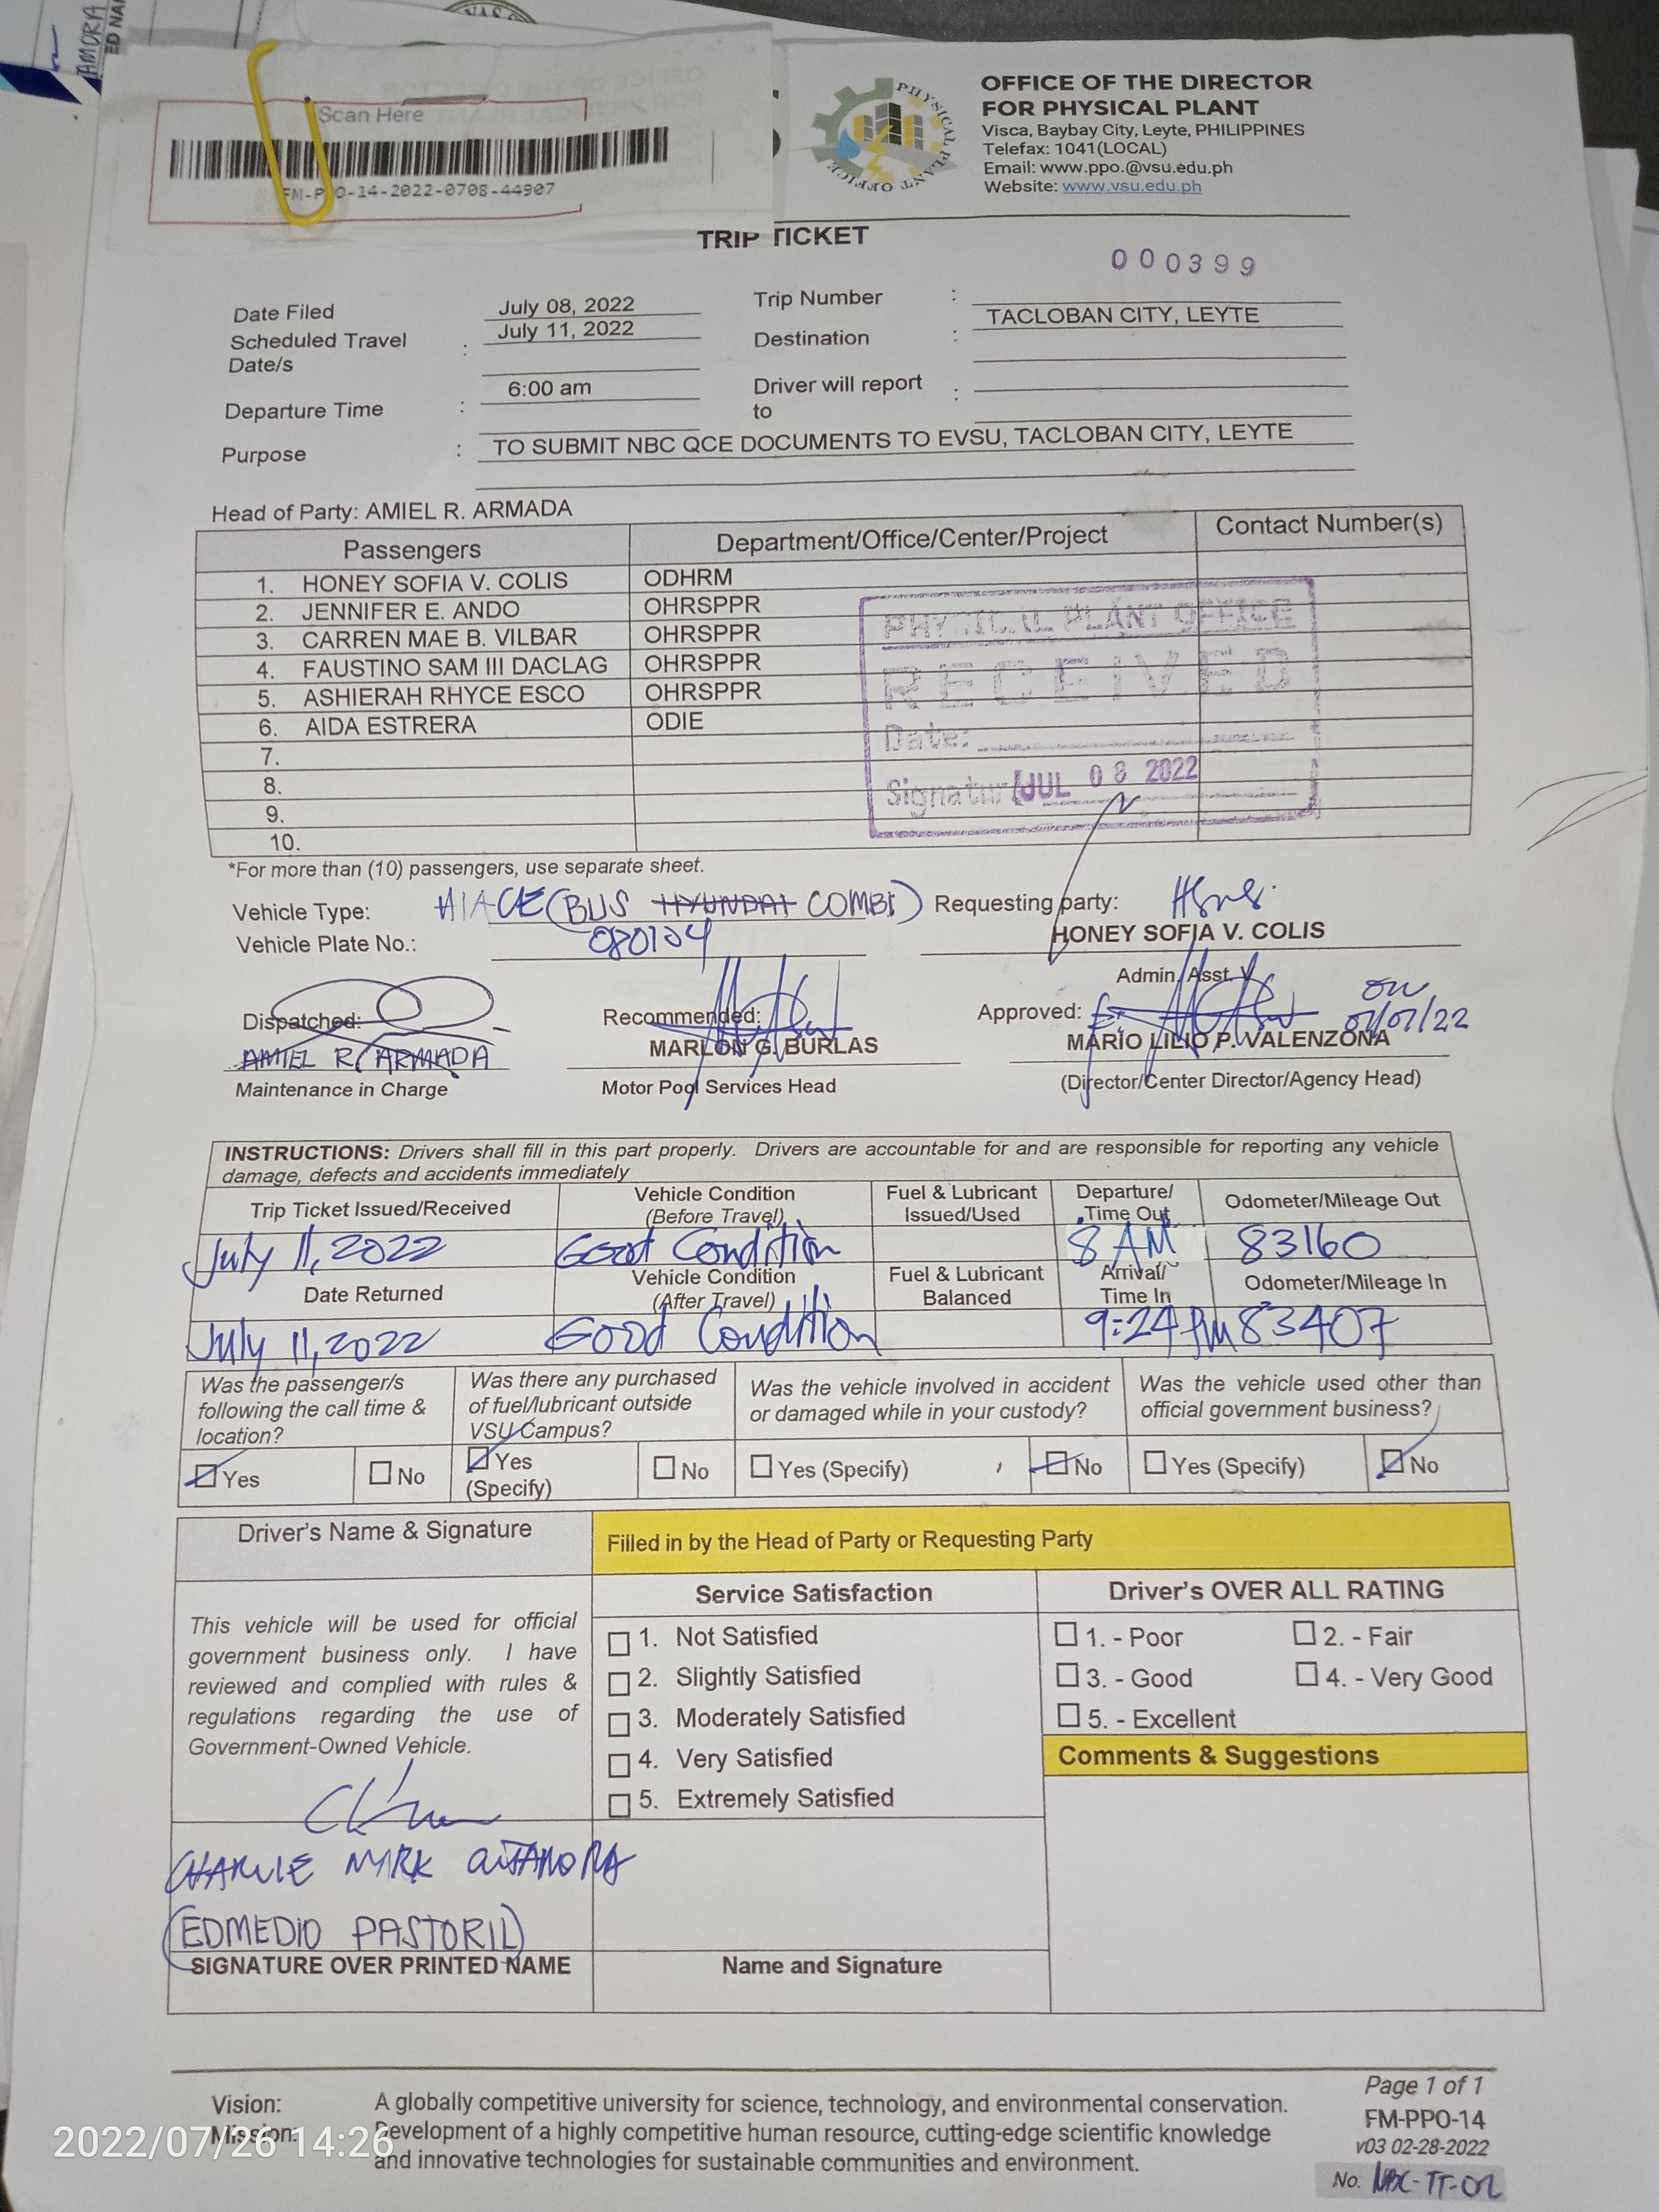 Scan Here
FM-PPO-14-2022-0708-44907
PHYSICAL PLANT OFFICE
OFFICE OF THE DIRECTOR
FOR PHYSICAL PLANT
Visca, Baybay City, Leyte, PHILIPPINES
Telefax: 1041(LOCAL)
Email: www.ppo.@vsu.edu.ph
Website: www.vsu.edu.ph
TRIP TICKET
000399
Date Filed July 08, 2022 Trip Number :
Scheduled Travel Date/s : July 11, 2022 Destination : TACLOBAN CITY, LEYTE
Departure Time : 6:00 am Driver will report to :
Purpose : TO SUBMIT NBC QCE DOCUMENTS TO EVSU, TACLOBAN CITY, LEYTE
Head of Party: AMIEL R. ARMADA
Passengers Department/Office/Center/Project Contact Number(s)
1. HONEY SOFIA V. COLIS ODHRM
2. JENNIFER E. ANDO OHRSPPR
3. CARREN MAE B. VILBAR OHRSPPR
4. FAUSTINO SAM III DACLAG OHRSPPR
5. ASHIERAH RHYCE ESCO OHRSPPR
6. AIDA ESTRERA ODIE
7.
8.
9.
10.
PHYSICAL PLANT OFFICE
RECEIVED
Date:
Signatur JUL 08 2022
*For more than (10) passengers, use separate sheet.
Vehicle Type: HIACE (BUS HYUNDAI COMBI) Requesting party:
Vehicle Plate No.: 080104 HONEY SOFIA V. COLIS
Admin. Asst. V
Dispatched: Recommended: Approved:
AMIEL R. ARMADA MARLON G. BURLAS MARIO LILIO P. VALENZONA
Maintenance in Charge Motor Pool Services Head (Director/Center Director/Agency Head)
INSTRUCTIONS: Drivers shall fill in this part properly. Drivers are accountable for and are responsible for reporting any vehicle
damage, defects and accidents immediately
Trip Ticket Issued/Received Vehicle Condition (Before Travel) Fuel & Lubricant Issued/Used Departure/ Time Out Odometer/Mileage Out
July 11, 2022 Good Condition 8 AM 83160
Date Returned Vehicle Condition (After Travel) Fuel & Lubricant Balanced Arrival/ Time In Odometer/Mileage In
July 11, 2022 Good Condition 9:24 PM 83407
Was the passenger/s following the call time & location? Was there any purchased of fuel/lubricant outside VSU Campus? Was the vehicle involved in accident or damaged while in your custody? Was the vehicle used other than official government business?
Yes No Yes (Specify) No Yes (Specify) No Yes (Specify) No
Driver's Name & Signature Filled in by the Head of Party or Requesting Party
Service Satisfaction Driver's OVER ALL RATING
This vehicle will be used for official
government business only. I have
reviewed and complied with rules &
regulations regarding the use of
Government-Owned Vehicle.
1. Not Satisfied
2. Slightly Satisfied
3. Moderately Satisfied
4. Very Satisfied
5. Extremely Satisfied
1. - Poor 2. - Fair
3. - Good 4. - Very Good
5. - Excellent
Comments & Suggestions
CHARLIE MARK
(EDMEDIO PASTORIL)
SIGNATURE OVER PRINTED NAME Name and Signature
Vision: A globally competitive university for science, technology, and environmental conservation.
Mission: Development of a highly competitive human resource, cutting-edge scientific knowledge
and innovative technologies for sustainable communities and environment.
Page 1 of 1
FM-PPO-14
v03 02-28-2022
No. NBC-TT-02
2022/07/26 14:26